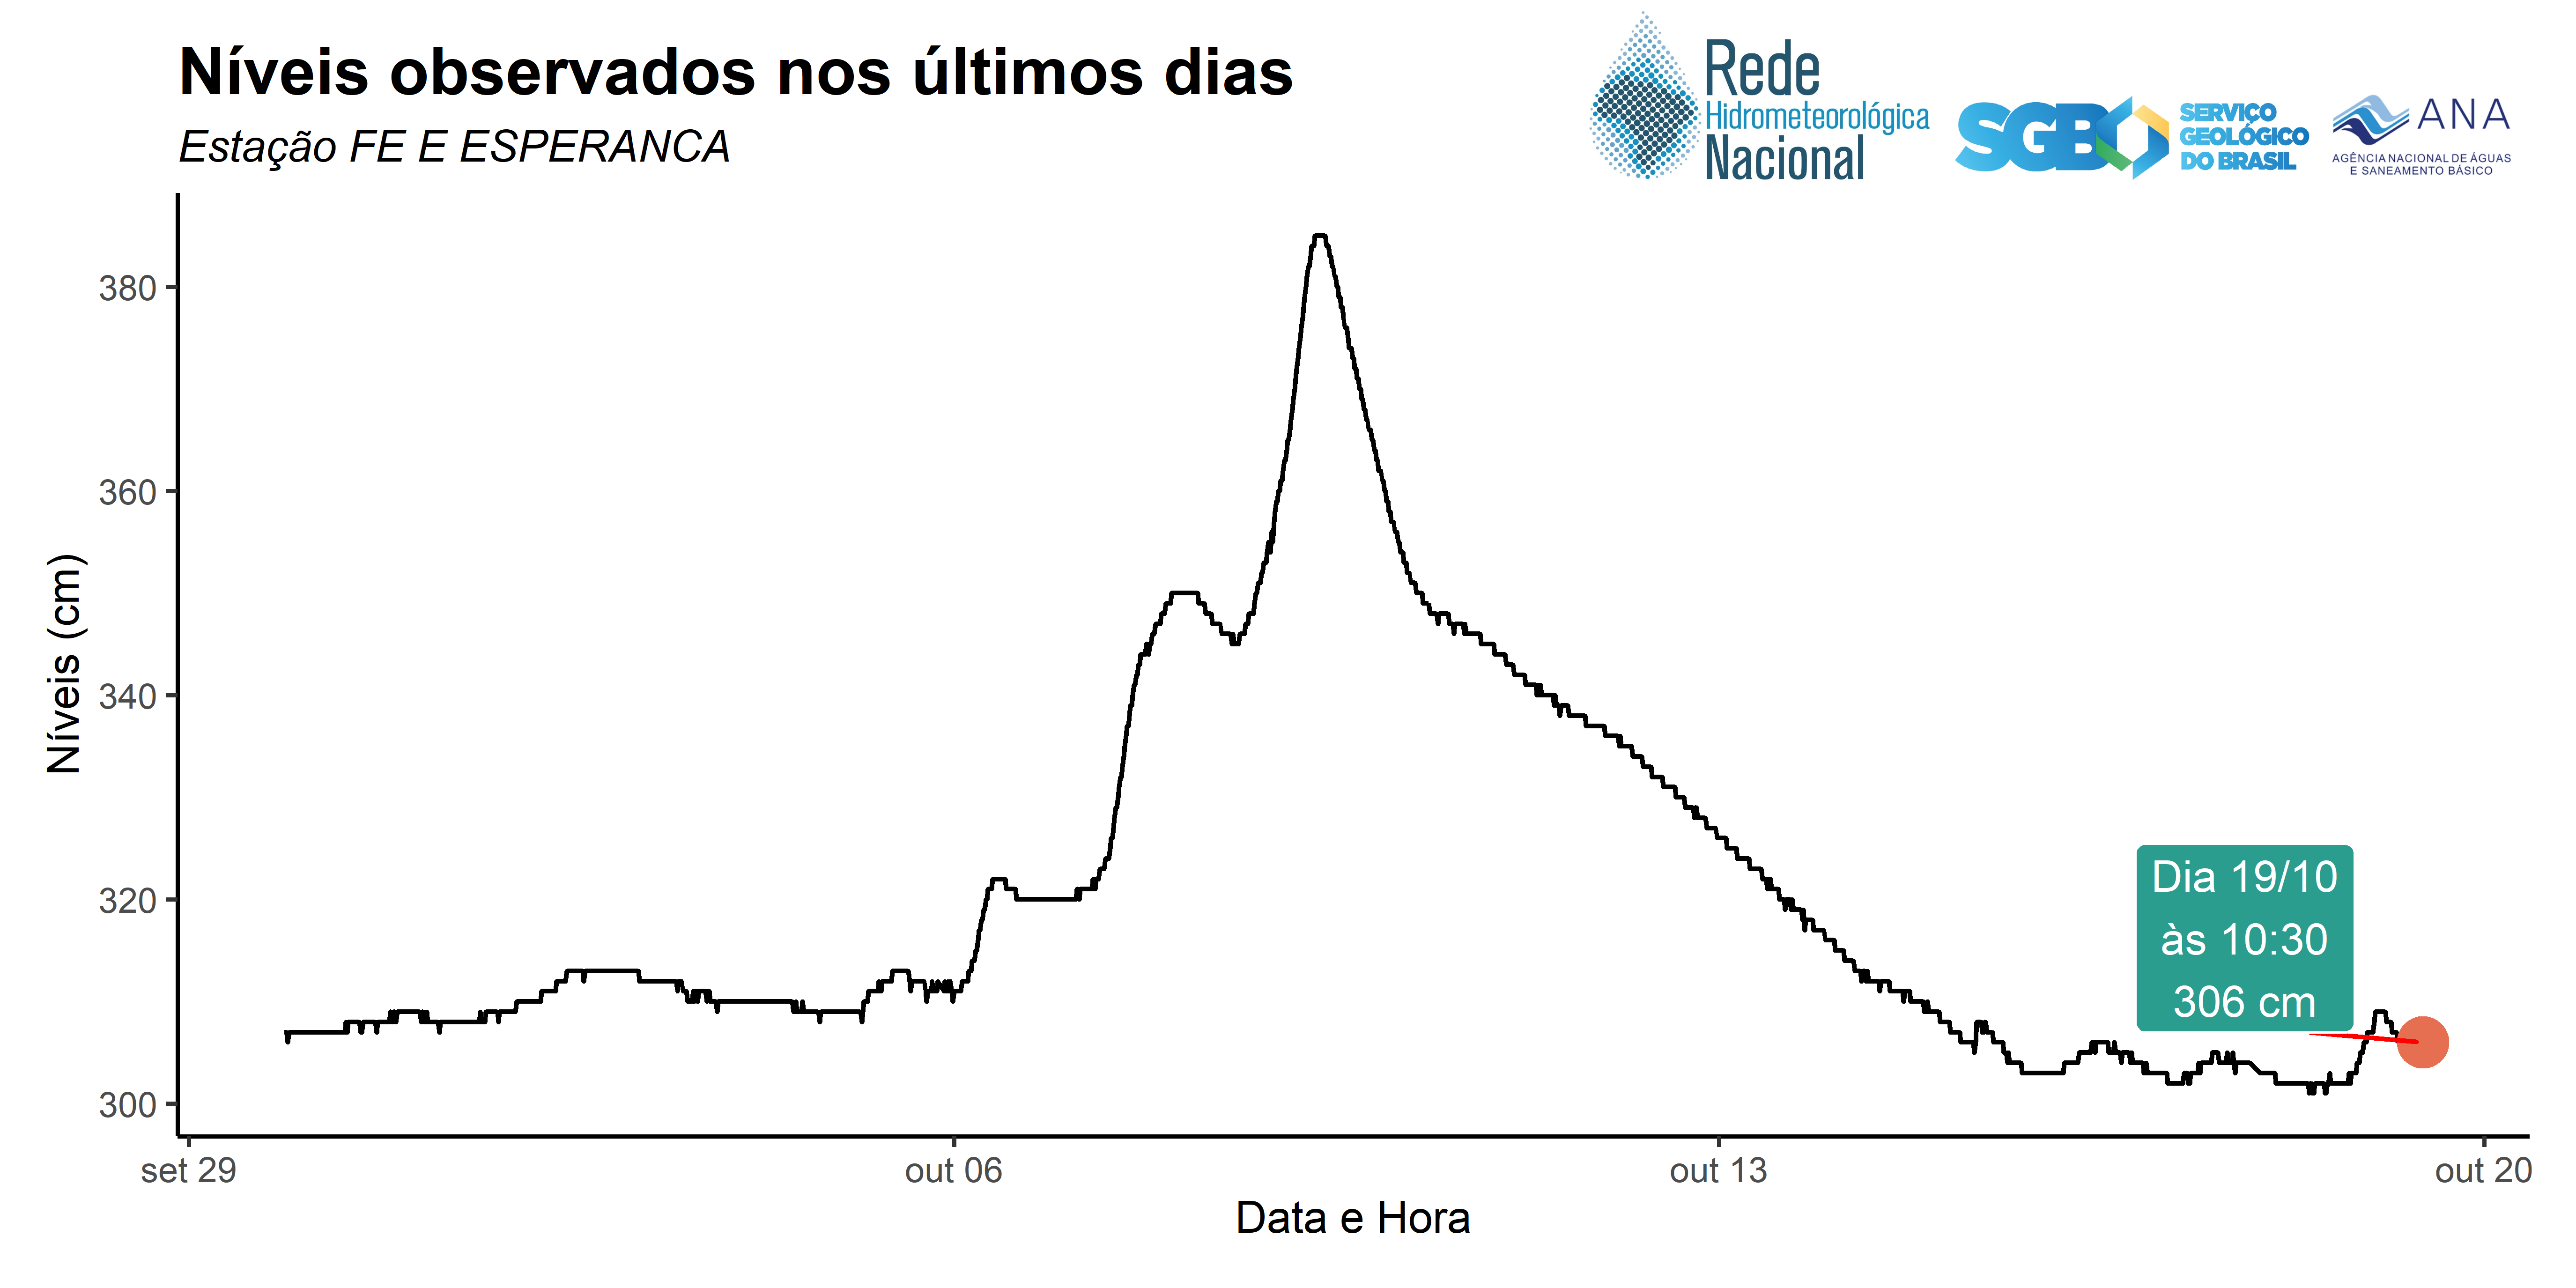 Níveis observados nos últimos dias
Estação FE E ESPERANCA
Rede
Hidrometeorológica
Nacional
SGB
SERVIÇO
GEOLÓGICO
DO BRASIL
ANA
AGÊNCIA NACIONAL DE ÁGUAS
E SANEAMENTO BÁSICO
Níveis (cm)
380
360
340
320
300
Dia 19/10
às 10:30
306 cm
set 29
out 06
out 13
out 20
Data e Hora